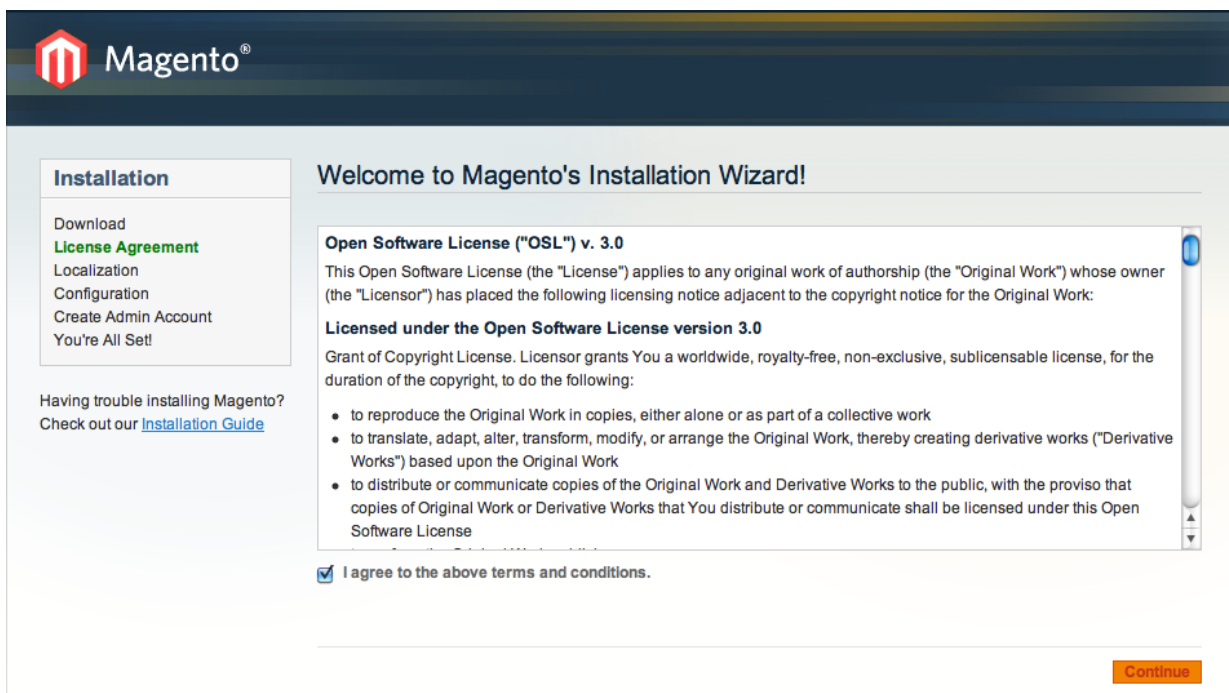 Magento®
Installation
Download
License Agreement
Localization
Configuration
Create Admin Account
You're All Set!
Having trouble installing Magento?
Check out our Installation Guide
Welcome to Magento's Installation Wizard!
Open Software License ("OSL") v. 3.0
This Open Software License (the "License") applies to any original work of authorship (the "Original Work") whose owner
(the "Licensor") has placed the following licensing notice adjacent to the copyright notice for the Original Work:
Licensed under the Open Software License version 3.0
Grant of Copyright License. Licensor grants You a worldwide, royalty-free, non-exclusive, sublicensable license, for the
duration of the copyright, to do the following:
• to reproduce the Original Work in copies, either alone or as part of a collective work
• to translate, adapt, alter, transform, modify, or arrange the Original Work, thereby creating derivative works ("Derivative
Works") based upon the Original Work
• to distribute or communicate copies of the Original Work and Derivative Works to the public, with the proviso that
copies of Original Work or Derivative Works that You distribute or communicate shall be licensed under this Open
Software License
I agree to the above terms and conditions.
Continue